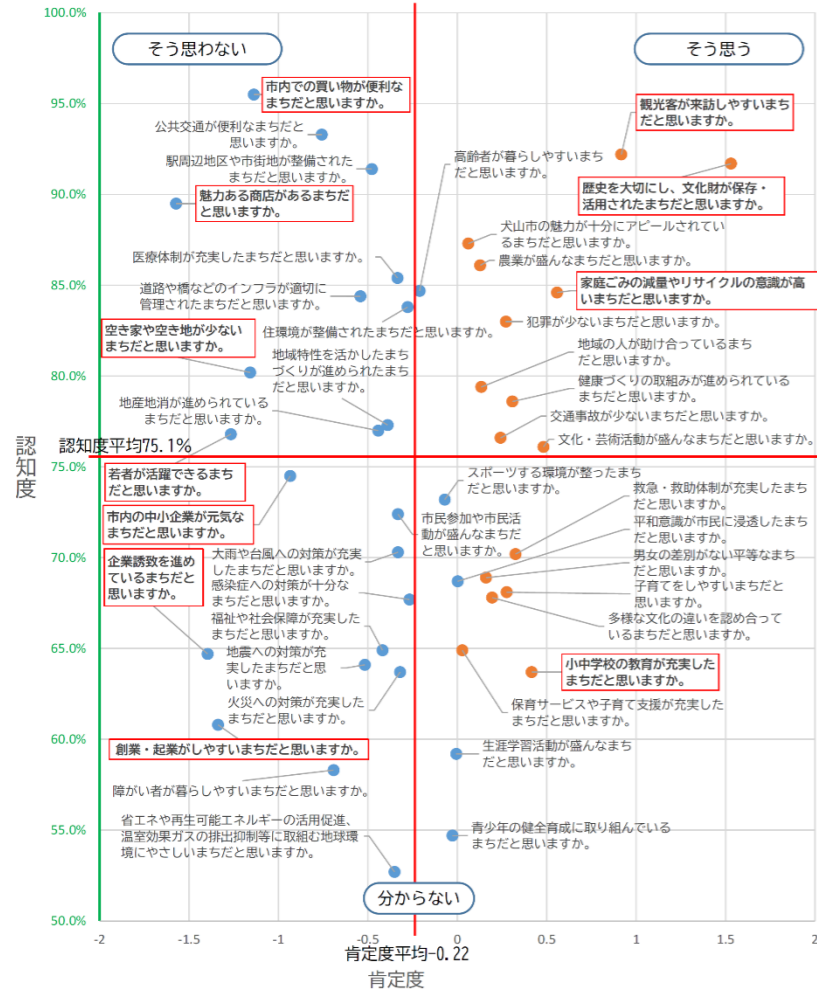 100.0%
そう思わない
そう思う
市内での買い物が便利な
まちだと思いますか。
95.0%
観光客が来訪しやすいまち
だと思いますか。
公共交通が便利なまちだと
思いますか。
駅周辺地区や市街地が整備された
まちだと思いますか。
高齢者が暮らしやすいまち
だと思いますか。
90.0%
魅力ある商店があるまちだ
と思いますか。
歴史を大切にし、文化財が保存・
活用されたまちだと思いますか。
犬山市の魅力が十分にアピールされてい
るまちだと思いますか。
医療体制が充実したまちだと思いますか。
農業が盛んなまちだと思いますか。
85.0%
道路や橋などのインフラが適切に
管理されたまちだと思いますか。
家庭ごみの減量やリサイクルの意識が高
いまちだと思いますか。
空き家や空き地が少ない
まちだと思いますか。
住環境が整備されたまちだと思いますか。
犯罪が少ないまちだと思いますか。
地域特性を活かしたまち
づくりが進められたまち
だと思いますか。
地域の人が助け合っているまち
だと思いますか。
80.0%
地産地消が進められている
まちだと思いますか。
健康づくりの取組みが進められている
まちだと思いますか。
交通事故が少ないまちだと思いますか。
文化・芸術活動が盛んなまちだと思いますか。
認知度
認知度平均75.1%
75.0%
若者が活躍できるまち
だと思いますか。
スポーツする環境が整ったまち
だと思いますか。
市内の中小企業が元気な
まちだと思いますか。
市民参加や市民活
動が盛んなまちだ
と思いますか。
救急・救助体制が充実したまち
だと思いますか。
平和意識が市民に浸透したまち
だと思いますか。
70.0%
企業誘致を進め
ているまちだと
思いますか。
大雨や台風への対策が充実
したまちだと思いますか。
男女の差別がない平等なまち
だと思いますか。
感染症への対策が十分な
まちだと思いますか。
子育てをしやすいまちだと
思いますか。
福祉や社会保障が充実した
まちだと思いますか。
多様な文化の違いを認め合って
いるまちだと思いますか。
65.0%
地震への対策が充
実したまちだと思
いますか。
小中学校の教育が充実した
まちだと思いますか。
火災への対策が充実した
まちだと思いますか。
保育サービスや子育て支援が充実した
まちだと思いますか。
60.0%
創業・起業がしやすいまちだと思いますか。
生涯学習活動が盛んなまち
だと思いますか。
障がい者が暮らしやすいまちだと思いますか。
省エネや再生可能エネルギーの活用促進、
温室効果ガスの排出抑制等に取組む地球環
境にやさしいまちだと思いますか。
青少年の健全育成に取り組んでいる
まちだと思いますか。
55.0%
分からない
50.0%
-2
-1.5
-1
-0.5
0
0.5
1
1.5
2
肯定度平均-0.22
肯定度